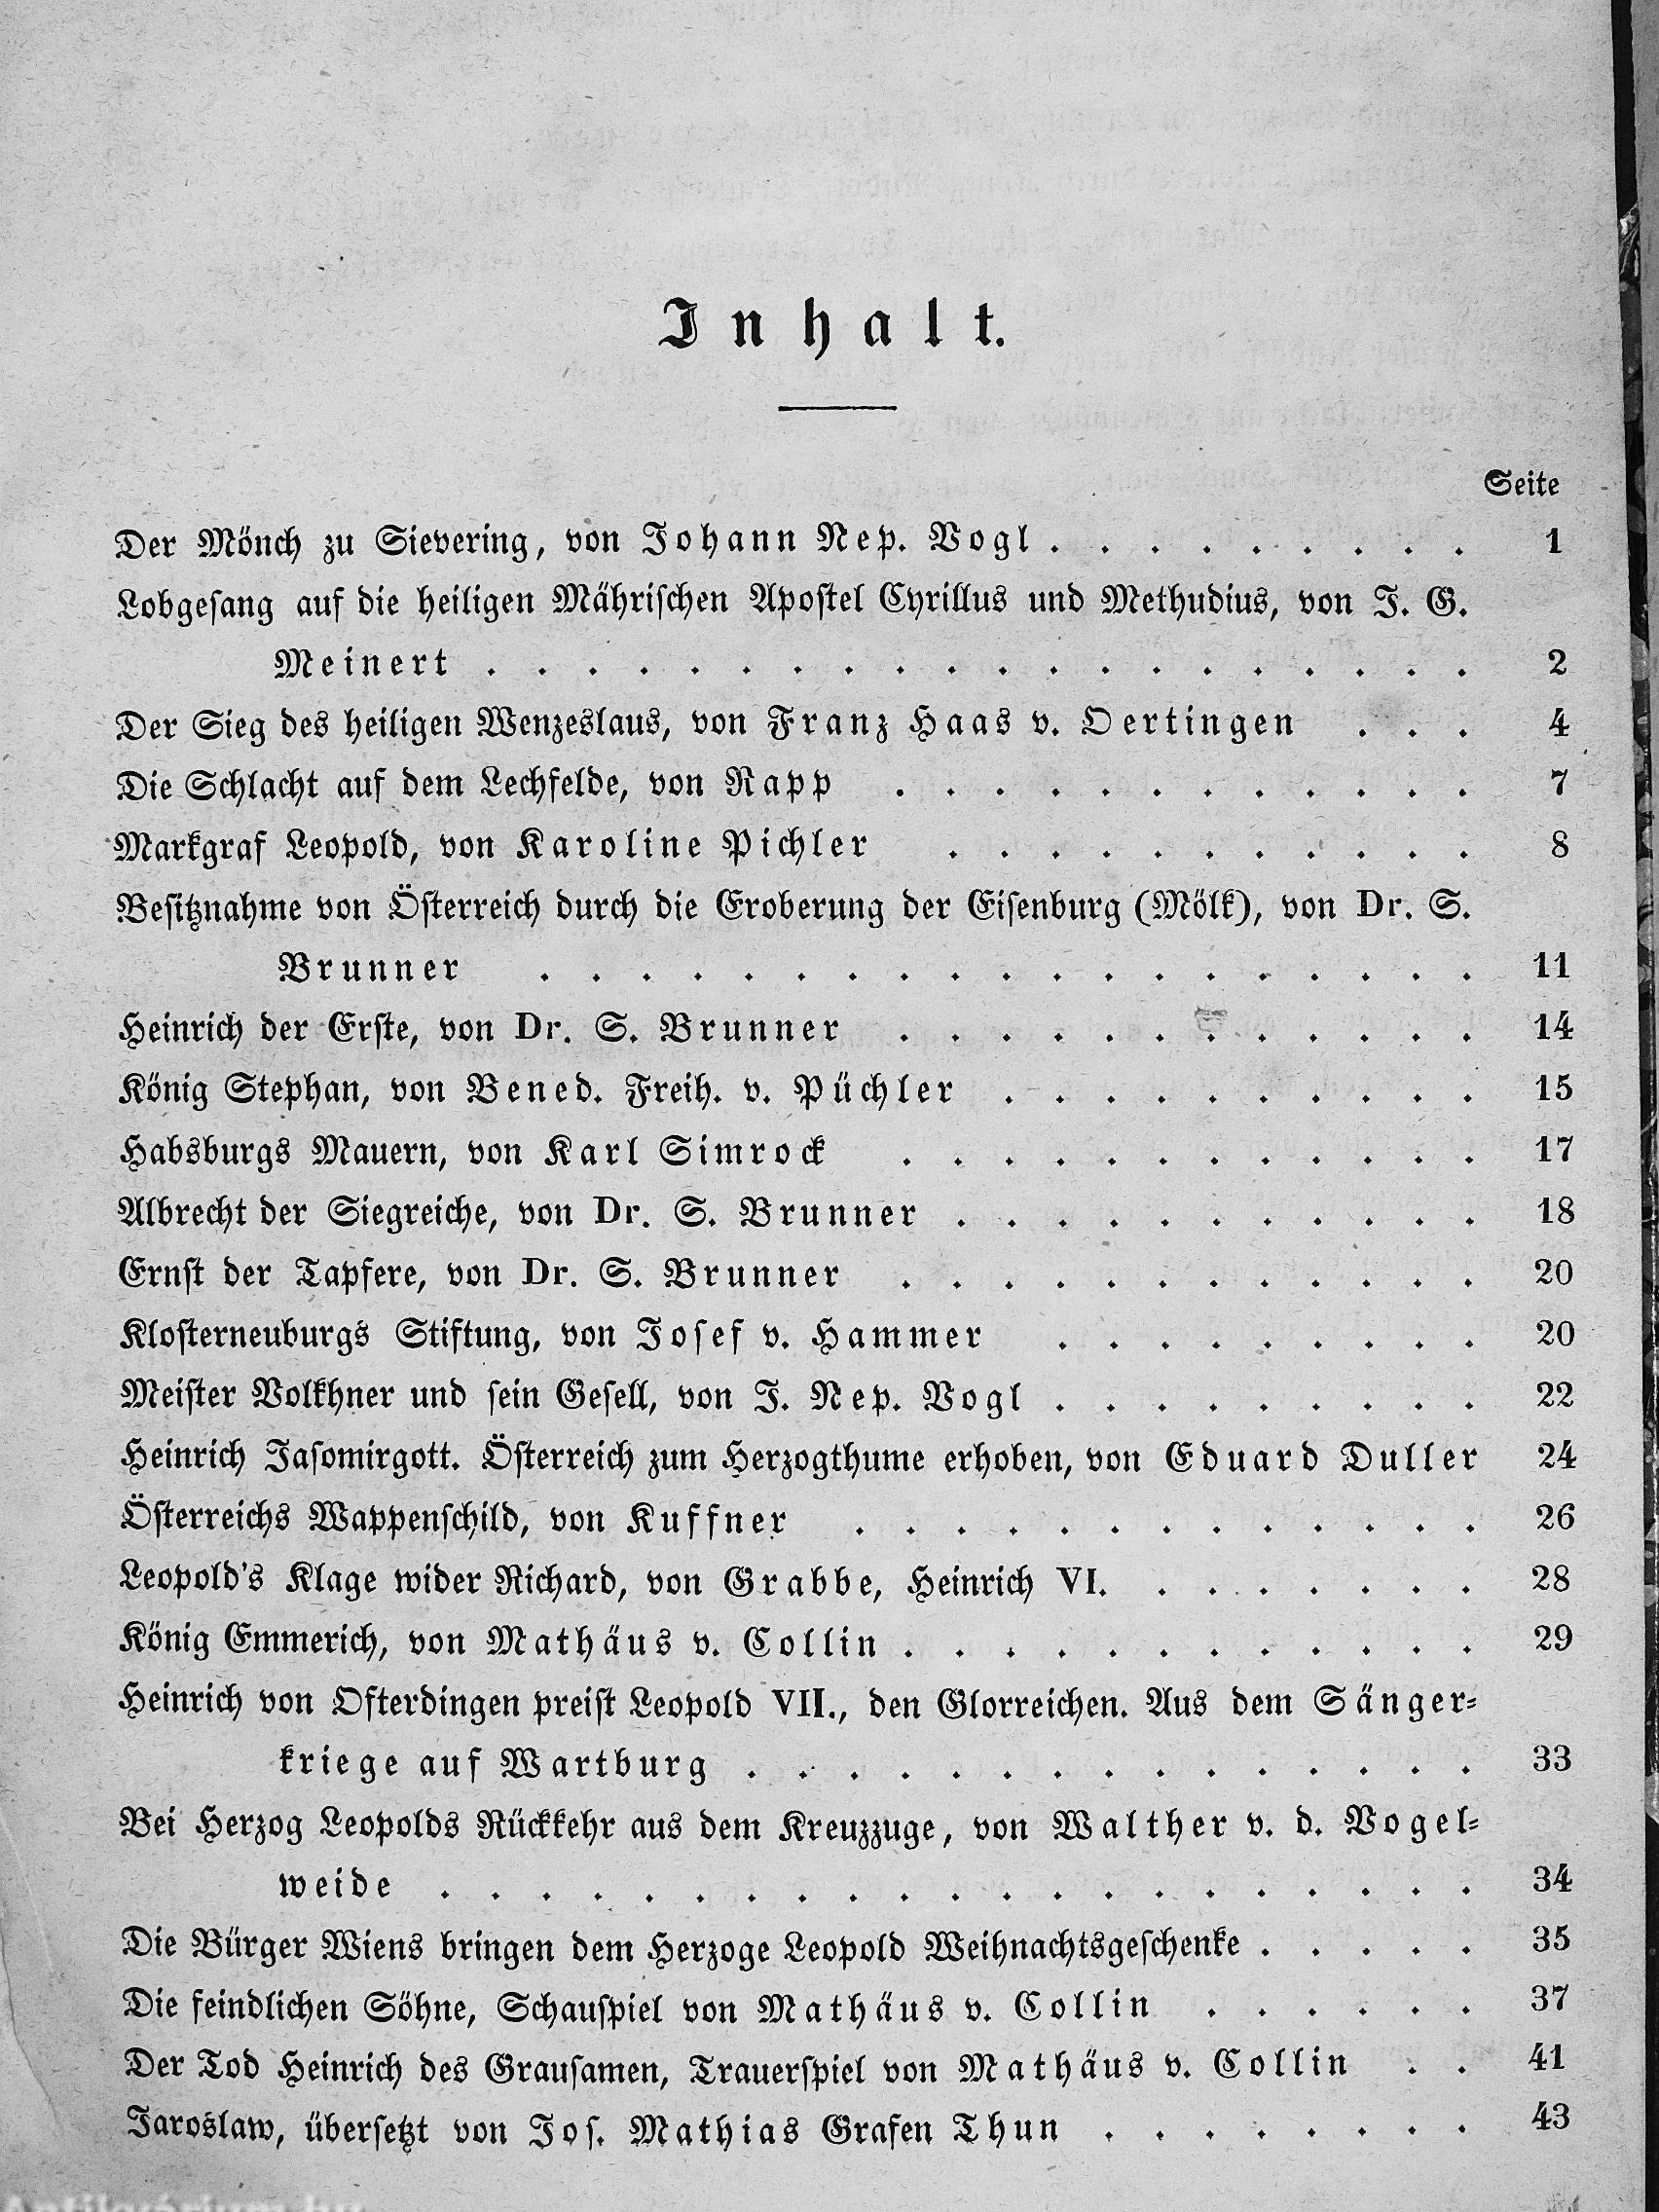 Inhalt.
Seite
Der Mönch zu Sievering, von Johann Nep. Vogl . . . . . . . . . 1
Lobgesang auf die heiligen Mährischen Apostel Cyrillus und Methudius, von J. G.
Meinert . . . . . . . . . . . . . . . . . . . . 2
Der Sieg des heiligen Wenzeslaus, von Franz Haas v. Oertingen . . . 4
Die Schlacht auf dem Lechfelde, von Rapp . . . . . . . . . . . . 7
Markgraf Leopold, von Karoline Pichler . . . . . . . . . . . 8
Besitznahme von Österreich durch die Eroberung der Eisenburg (Mölk), von Dr. S.
Brunner . . . . . . . . . . . . . . . . . . . 11
Heinrich der Erste, von Dr. S. Brunner . . . . . . . . . . . . 14
König Stephan, von Bened. Freih. v. Püchler . . . . . . . . . . 15
Habsburgs Mauern, von Karl Simrock . . . . . . . . . . . . 17
Albrecht der Siegreiche, von Dr. S. Brunner . . . . . . . . . . . 18
Ernst der Tapfere, von Dr. S. Brunner . . . . . . . . . . . . 20
Klosterneuburgs Stiftung, von Josef v. Hammer . . . . . . . . . 20
Meister Volkhner und sein Gesell, von J. Nep. Vogl . . . . . . . . . 22
Heinrich Jasomirgott. Österreich zum Herzogthume erhoben, von Eduard Duller 24
Österreichs Wappenschild, von Kuffner . . . . . . . . . . . . . 26
Leopold's Klage wider Richard, von Grabbe, Heinrich VI. . . . . . . . 28
König Emmerich, von Mathäus v. Collin . . . . . . . . . . . . 29
Heinrich von Ofterdingen preist Leopold VII., den Glorreichen. Aus dem Sänger-
kriege auf Wartburg . . . . . . . . . . . . . . . 33
Bei Herzog Leopolds Rückkehr aus dem Kreuzzuge, von Walther v. d. Vogel-
weide . . . . . . . . . . . . . . . . . . . . . 34
Die Bürger Wiens bringen dem Herzoge Leopold Weihnachtsgeschenke . . . . . 35
Die feindlichen Söhne, Schauspiel von Mathäus v. Collin . . . . . . 37
Der Tod Heinrich des Grausamen, Trauerspiel von Mathäus v. Collin . . 41
Jaroslaw, übersetzt von Jos. Mathias Grafen Thun . . . . . . . . 43